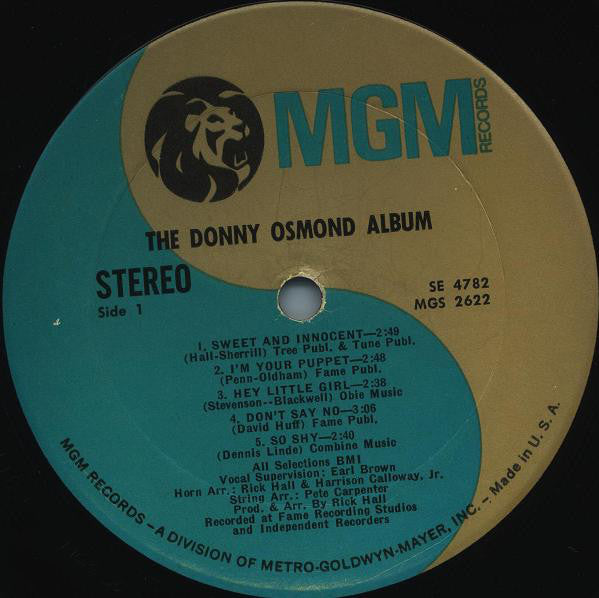 MGM
RECORDS
THE DONNY OSMOND ALBUM
STEREO
Side 1
SE 4782
MGS 2622
1. SWEET AND INNOCENT—2:49
(Hall-Sherrill) Tree Publ. & Tune Publ.
2. I'M YOUR PUPPET—2:48
(Penn-Oldham) Fame Publ.
3. HEY LITTLE GIRL—2:38
(Stevenson--Blackwell) Obie Music
4. DON'T SAY NO—3:06
(David Huff) Fame Publ.
5. SO SHY—2:40
(Dennis Linde) Combine Music
All Selections BMI
Vocal Supervision: Earl Brown
Horn Arr.: Rick Hall & Harrison Calloway, Jr.
String Arr.: Pete Carpenter
Prod. & Arr. By Rick Hall
Recorded at Fame Recording Studios
and Independent Recorders
MGM RECORDS – A DIVISION OF METRO-GOLDWYN-MAYER, INC. – Made in U. S. A.